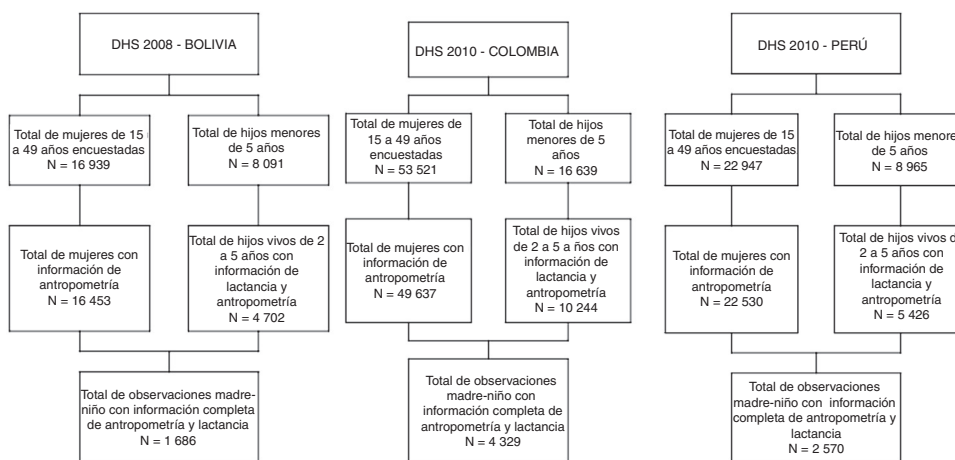 DHS 2008 - BOLIVIA
Total de mujeres de 15
a 49 años encuestadas
N = 16 939
Total de hijos menores
de 5 años
N = 8 091
Total de mujeres con
información de
antropometría
N = 16 453
Total de hijos vivos de 2
a 5 años con
información de
lactancia y
antropometría
N = 4 702
Total de observaciones madre-
niño con información completa
de antropometría y lactancia
N = 1 686
DHS 2010 - COLOMBIA
Total de mujeres de
15 a 49 años
encuestadas
N = 53 521
Total de hijos
menores de 5
años
N = 16 639
Total de mujeres con
información de
antropometría
N = 49 637
Total de hijos vivos
de 2 a 5 a ños con
información de
lactancia y
antropometría
N = 10 244
Total de observaciones
madre-niño con
información completa de
antropometría y lactancia
N = 4 329
DHS 2010 - PERÚ
Total de mujeres de 15
a 49 años encuestadas
N = 22 947
Total de hijos menores
de 5 años
N = 8 965
Total de mujeres con
información de
antropometría
N = 22 530
Total de hijos vivos de
2 a 5 años con
información de
lactancia y
antropometría
N = 5 426
Total de observaciones
madre-niño con información
completa de antropometría y
lactancia
N = 2 570